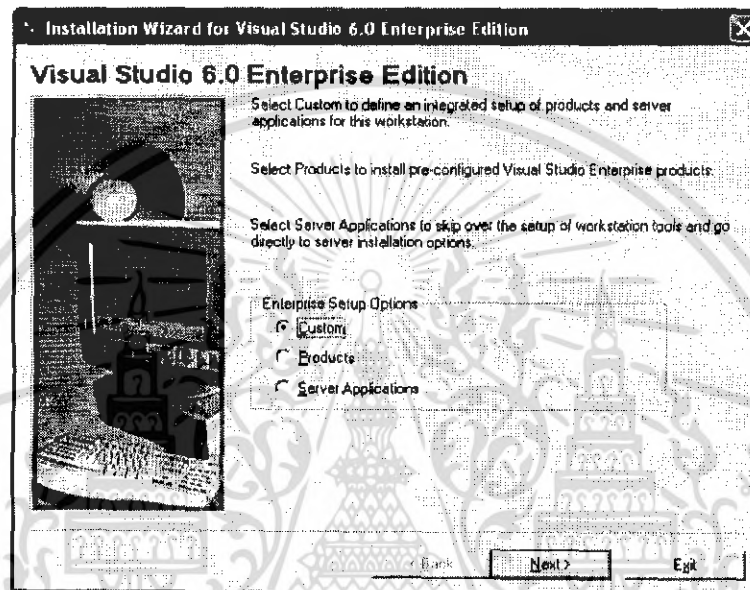 Installation Wizard for Visual Studio 6.0 Enterprise Edition
Visual Studio 6.0 Enterprise Edition
Select Custom to define an integrated setup of products and server
applications for this workstation.
Select Products to install pre-configured Visual Studio Enterprise products.
Select Server Applications to skip over the setup of workstation tools and go
directly to server installation options.
Enterprise Setup Options
Custom
Products
Server Applications
< Back
Next >
Exit